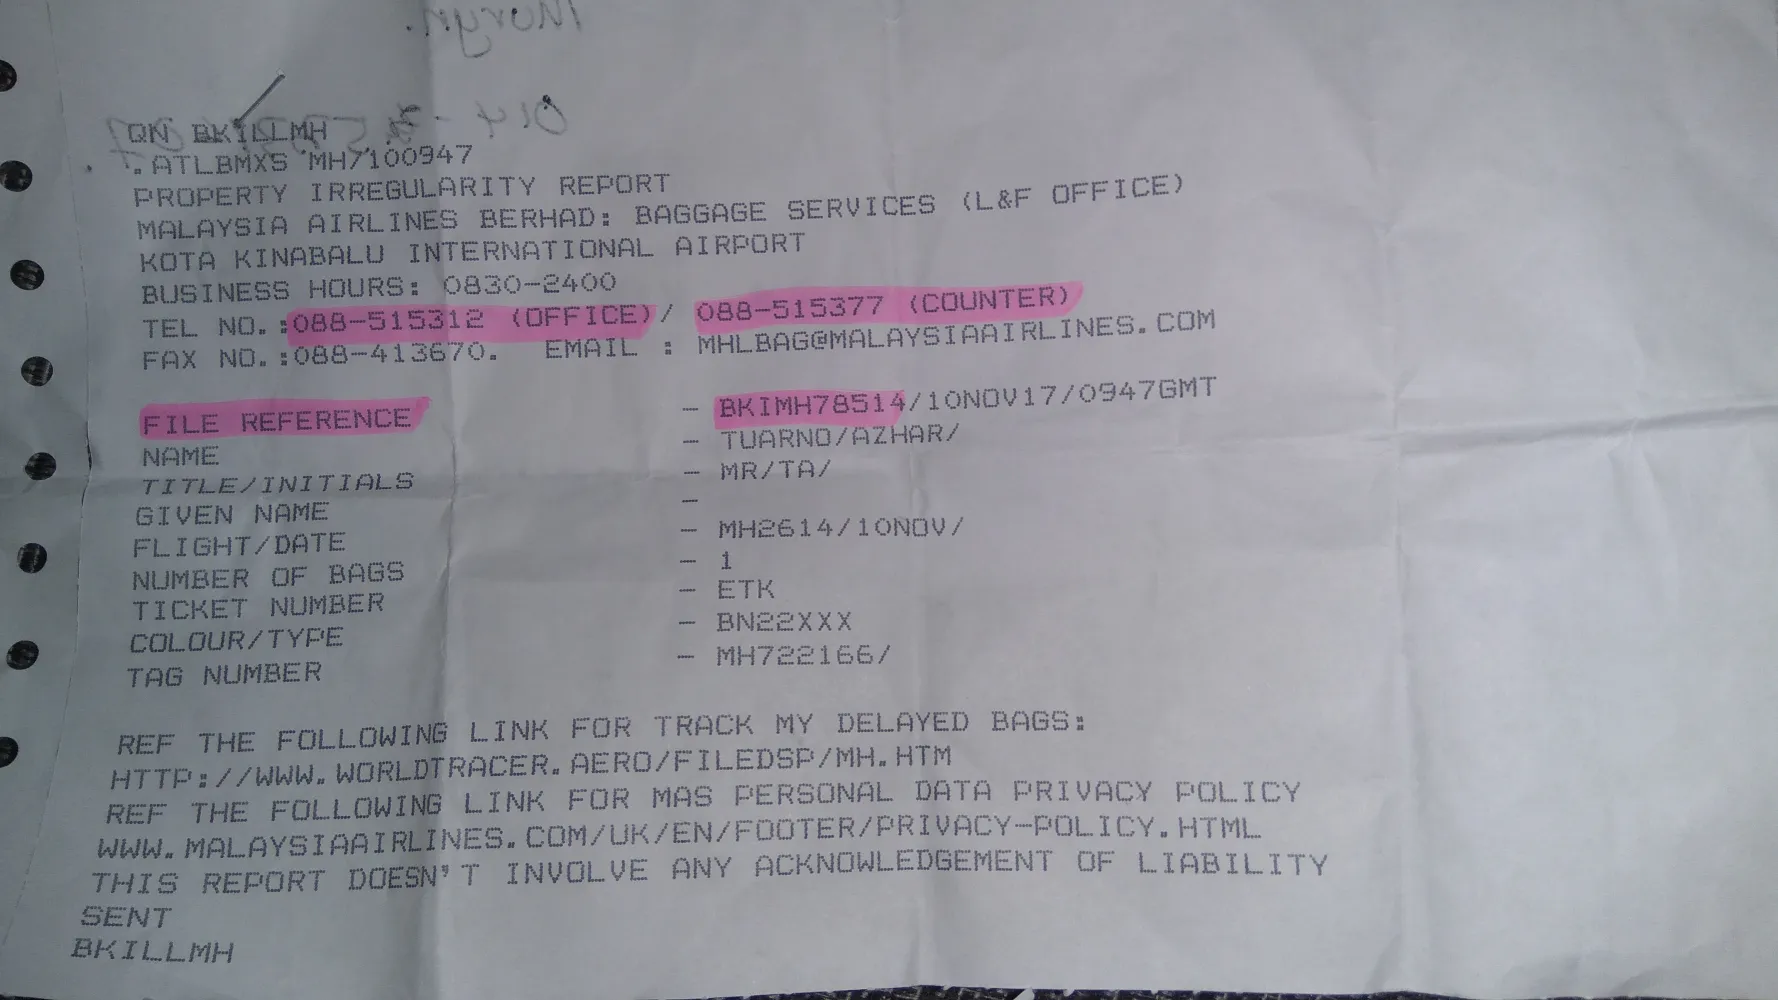 QN BKILLMH
.ATLBMXS MH/100947
PROPERTY IRREGULARITY REPORT
MALAYSIA AIRLINES BERHAD: BAGGAGE SERVICES (L&F OFFICE)
KOTA KINABALU INTERNATIONAL AIRPORT
BUSINESS HOURS: 0830-2400
TEL NO.:088-515312 (OFFICE)/ 088-515377 (COUNTER)
FAX NO.:088-413670. EMAIL : MHLBAG@MALAYSIAAIRLINES.COM
FILE REFERENCE - BKIMH78514/10NOV17/0947GMT
NAME - TUARNO/AZHAR/
TITLE/INITIALS - MR/TA/
GIVEN NAME -
FLIGHT/DATE - MH2614/10NOV/
NUMBER OF BAGS - 1
TICKET NUMBER - ETK
COLOUR/TYPE - BN22XXX
TAG NUMBER - MH722166/
REF THE FOLLOWING LINK FOR TRACK MY DELAYED BAGS:
HTTP://WWW.WORLDTRACER.AERO/FILEDSP/MH.HTM
REF THE FOLLOWING LINK FOR MAS PERSONAL DATA PRIVACY POLICY
WWW.MALAYSIAAIRLINES.COM/UK/EN/FOOTER/PRIVACY-POLICY.HTML
THIS REPORT DOESN'T INVOLVE ANY ACKNOWLEDGEMENT OF LIABILITY
SENT
BKILLMH